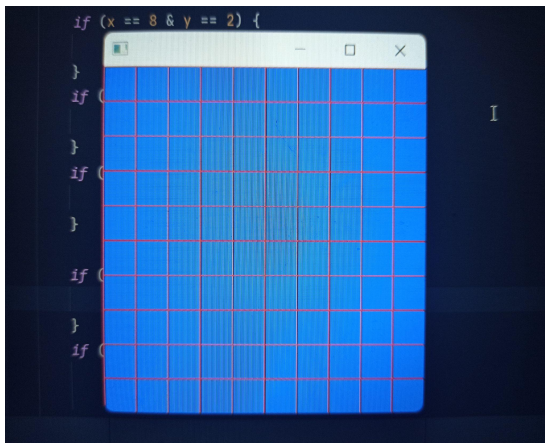 if (x == 8 & y == 2) {
}
if (
}
if (
}
if (
}
if (